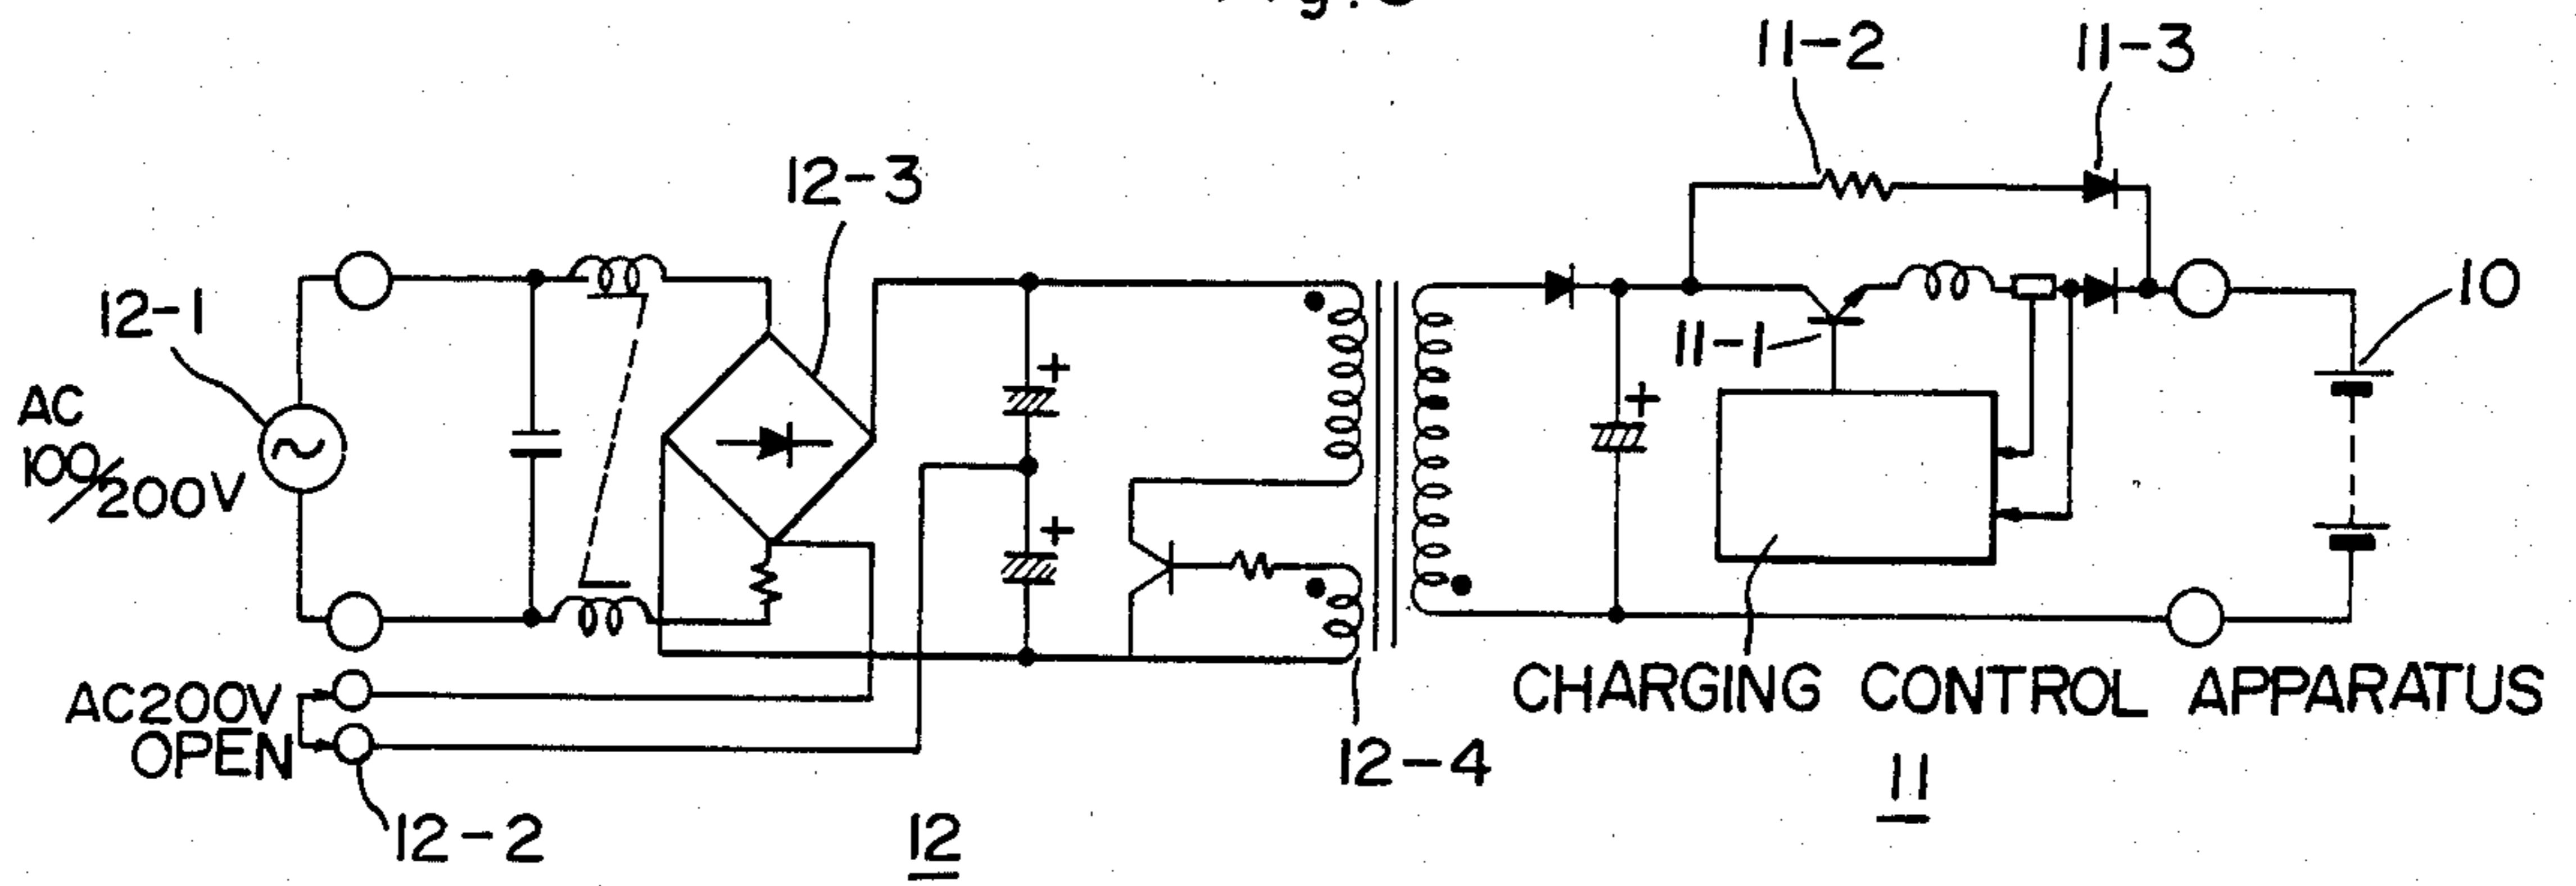 11-2
11-3
12-3
12-1
10
11-1
AC
100/200V
+
+
+
AC200V
OPEN
CHARGING CONTROL APPARATUS
12-4
11
12-2
12